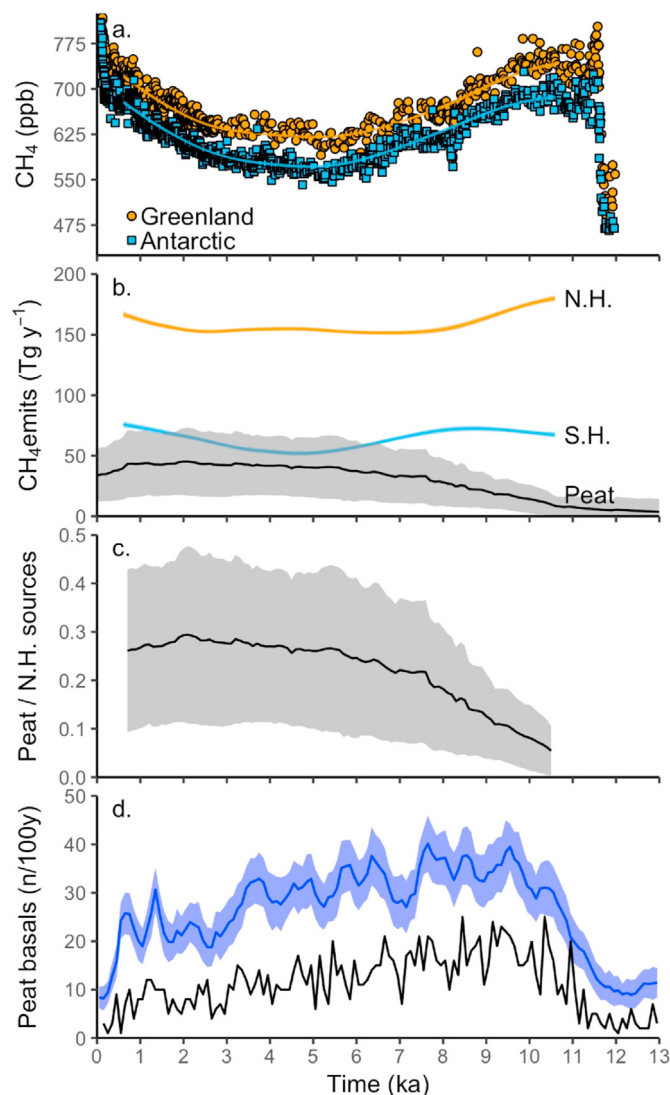 a.
CH₄ (ppb)
775
700
625
550
475
Greenland
Antarctic
b.
CH₄emits (Tg y⁻¹)
200
150
100
50
0
N.H.
S.H.
Peat
c.
Peat / N.H. sources
0.5
0.4
0.3
0.2
0.1
0.0
d.
Peat basals (n/100y)
50
40
30
20
10
0
0 1 2 3 4 5 6 7 8 9 10 11 12 13
Time (ka)